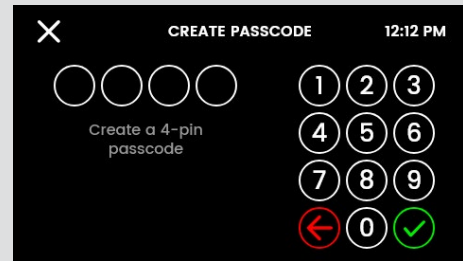 CREATE PASSCODE 12:12 PM
Create a 4-pin
passcode
1 2 3
4 5 6
7 8 9
0